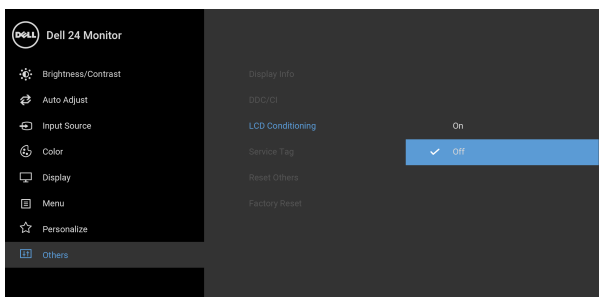 DELL
Dell 24 Monitor
Brightness/Contrast
Auto Adjust
Input Source
Color
Display
Menu
Personalize
Others
Display Info
DDC/CI
LCD Conditioning
Service Tag
Reset Others
Factory Reset
On
Off